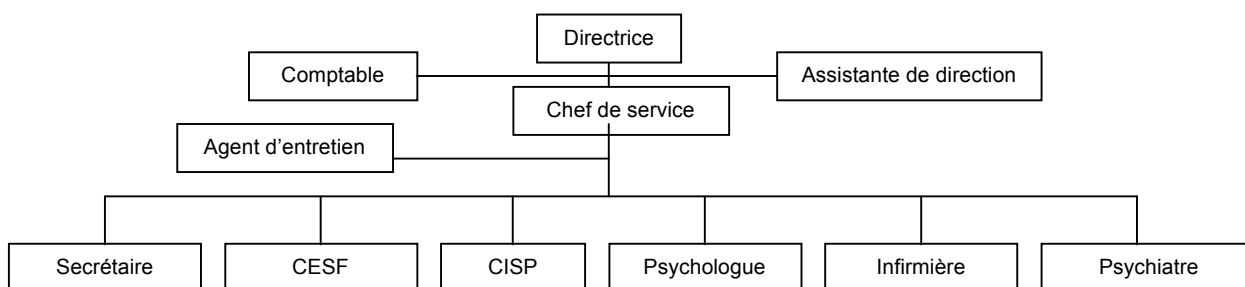 Directrice
Comptable
Assistante de direction
Chef de service
Agent d’entretien
Secrétaire
CESF
CISP
Psychologue
Infirmière
Psychiatre